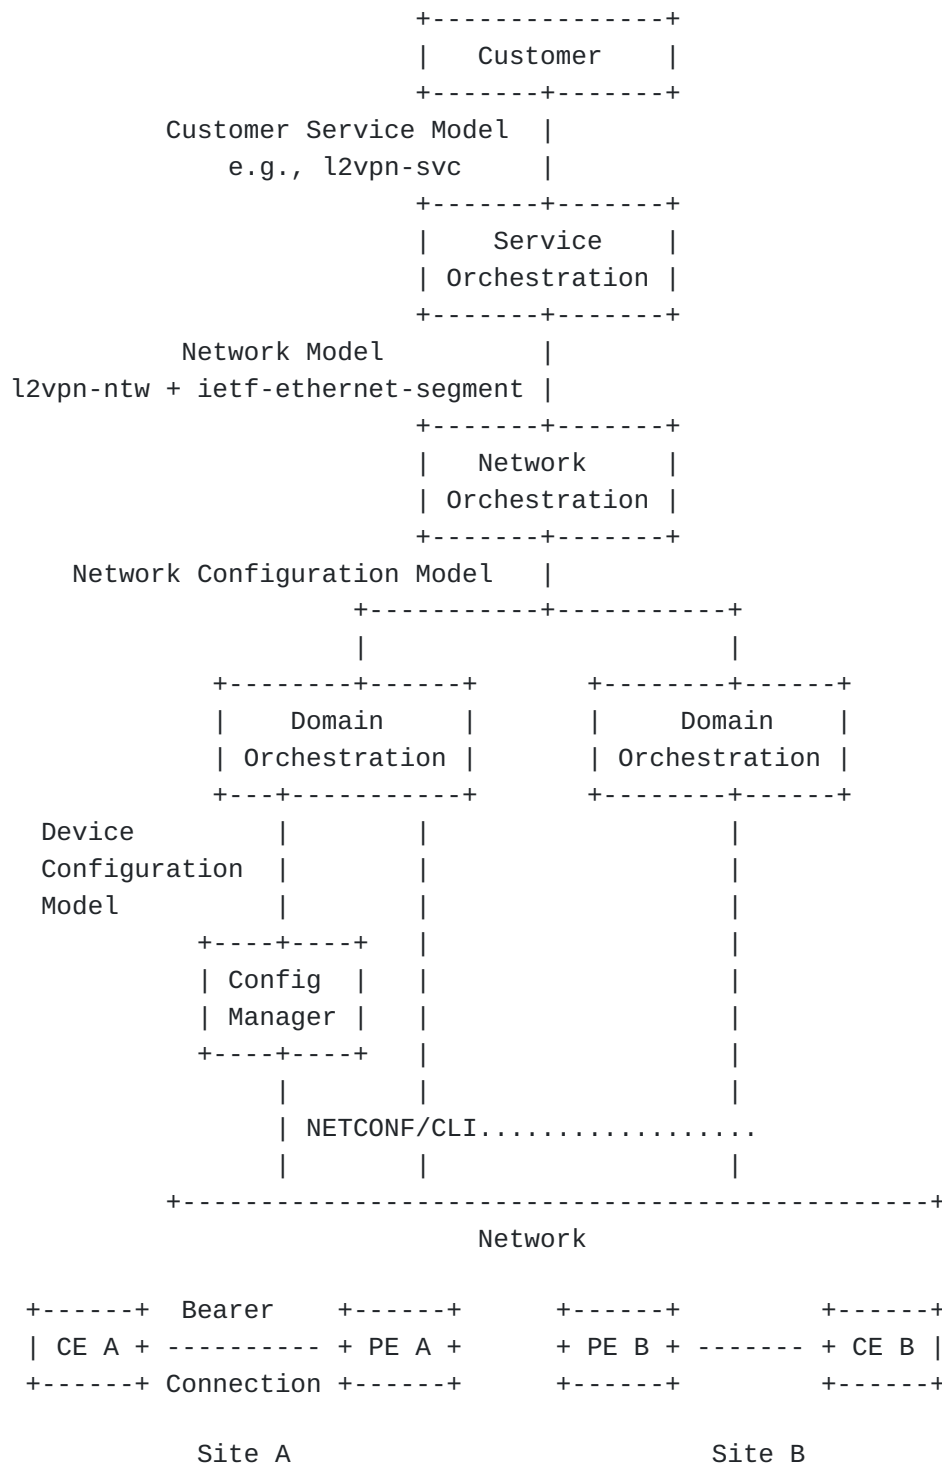 Customer
Customer Service Model
e.g., l2vpn-svc
Service
Orchestration
Network Model
l2vpn-ntw + ietf-ethernet-segment
Network
Orchestration
Network Configuration Model
Domain Domain
Orchestration Orchestration
Device
Configuration
Model
Config
Manager
NETCONF/CLI..................
Network
Bearer
CE A PE A PE B CE B
Connection
Site A Site B